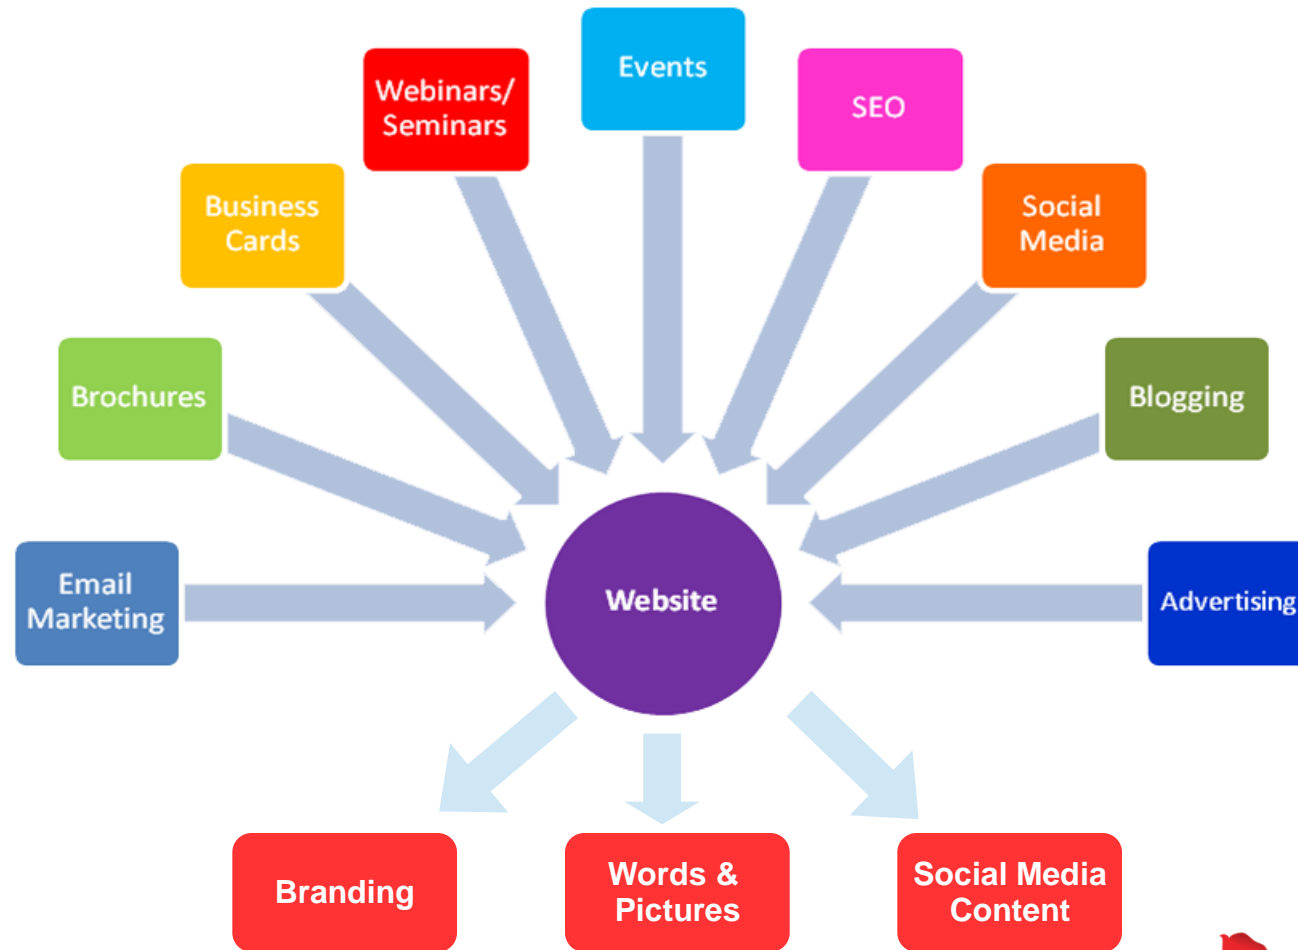 Events
Webinars/
Seminars
SEO
Business
Cards
Social
Media
Brochures
Blogging
Email
Marketing
Website
Advertising
Branding
Words &
Pictures
Social Media
Content